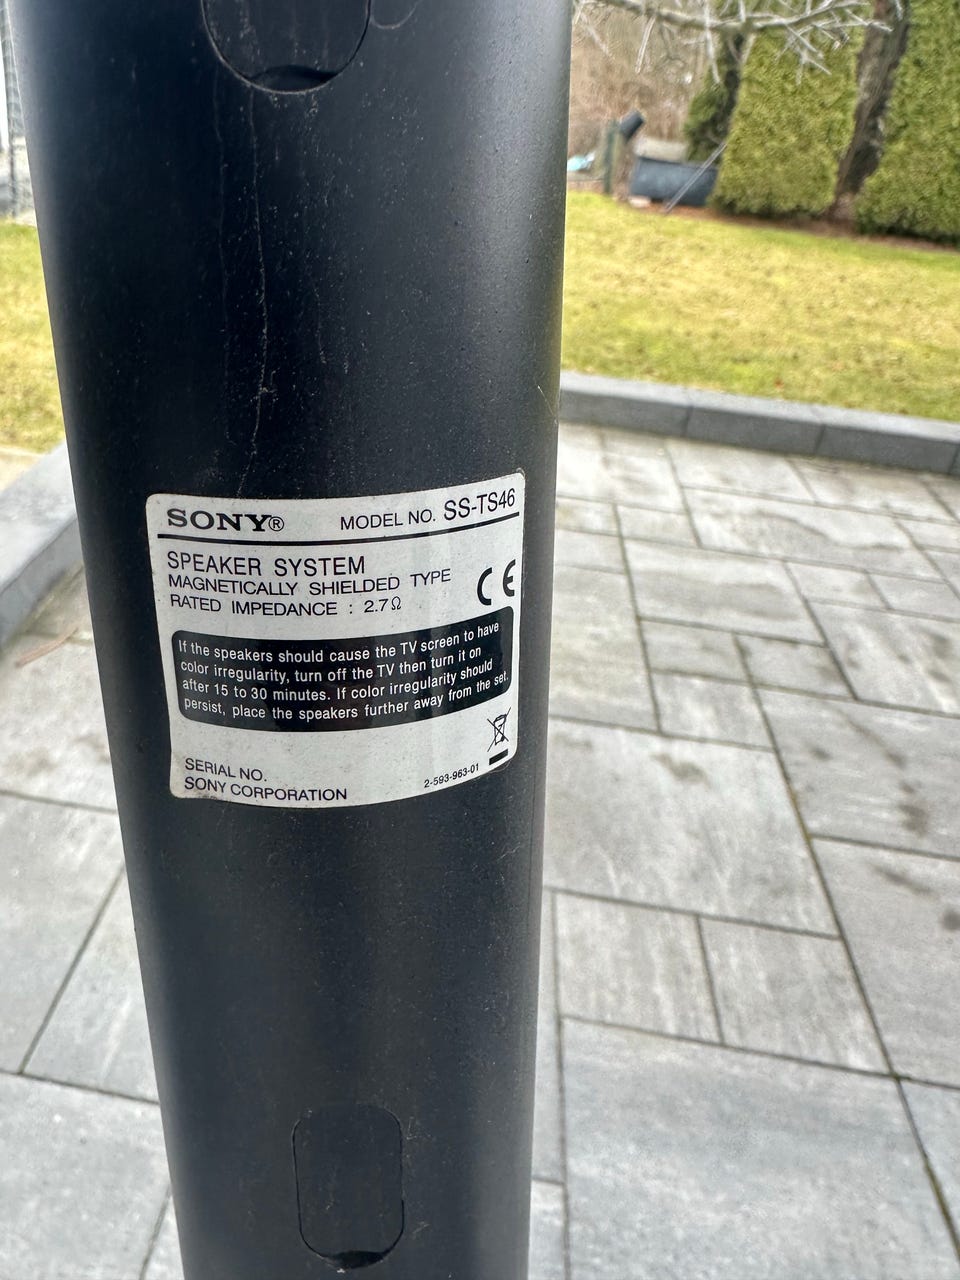 SONY® MODEL NO. SS-TS46
SPEAKER SYSTEM
MAGNETICALLY SHIELDED TYPE
RATED IMPEDANCE : 2.7Ω
CE
If the speakers should cause the TV screen to have
color irregularity, turn off the TV then turn it on
after 15 to 30 minutes. If color irregularity should
persist, place the speakers further away from the set.
SERIAL NO.
SONY CORPORATION 2-593-963-01